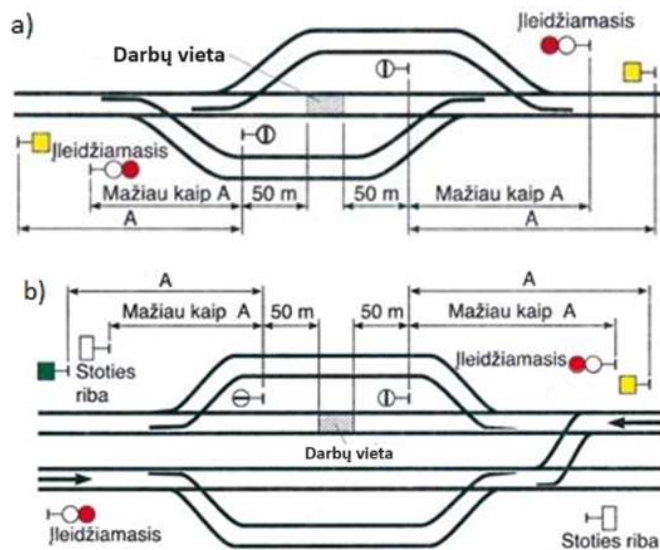 a)
Įleidžiamasis
Darbų vieta
Įleidžiamasis
Mažiau kaip A
50 m
50 m
Mažiau kaip A
A
A
b)
A
A
Mažiau kaip A
50 m
50 m
Mažiau kaip A
Stoties
riba
Įleidžiamasis
Darbų vieta
Įleidžiamasis
Stoties riba